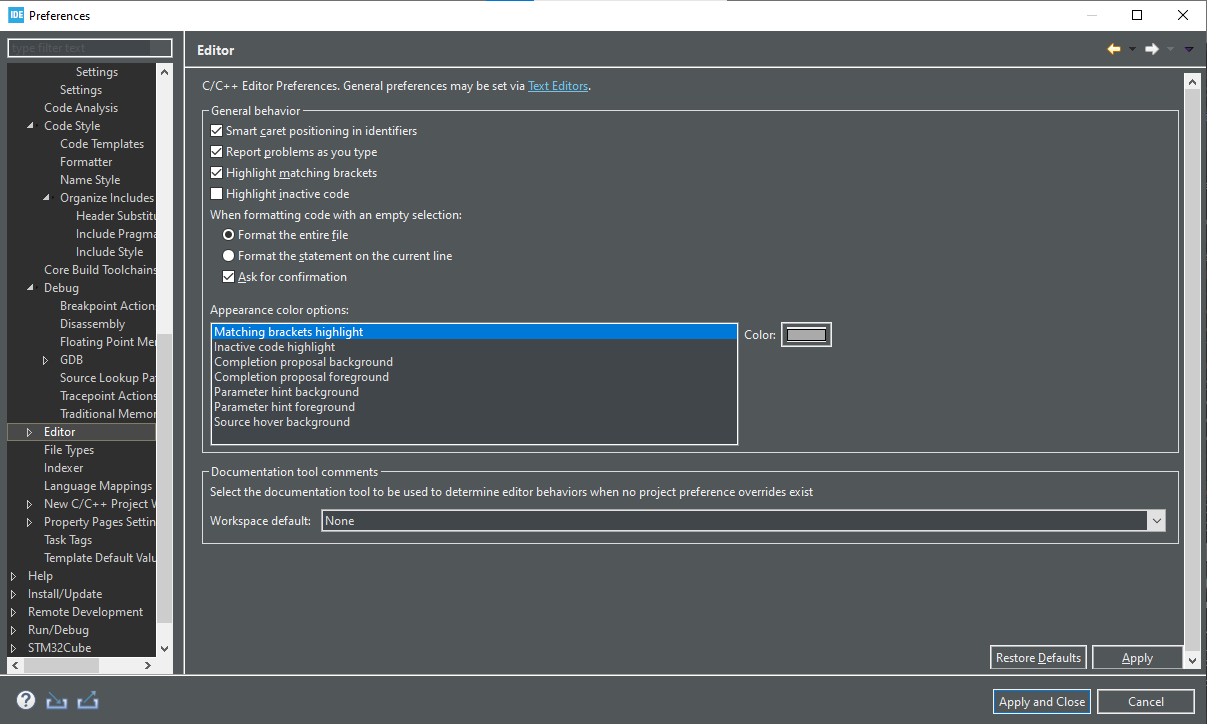 IDE Preferences
type filter text
Settings
Settings
Code Analysis
Code Style
Code Templates
Formatter
Name Style
Organize Includes
Header Substitu
Include Pragma
Include Style
Core Build Toolchains
Debug
Breakpoint Action
Disassembly
Floating Point Me
GDB
Source Lookup Pa
Tracepoint Actions
Traditional Memor
Editor
File Types
Indexer
Language Mappings
New C/C++ Project W
Property Pages Settin
Task Tags
Template Default Valu
Help
Install/Update
Remote Development
Run/Debug
STM32Cube
Editor
C/C++ Editor Preferences. General preferences may be set via Text Editors.
General behavior
Smart caret positioning in identifiers
Report problems as you type
Highlight matching brackets
Highlight inactive code
When formatting code with an empty selection:
Format the entire file
Format the statement on the current line
Ask for confirmation
Appearance color options:
Matching brackets highlight
Inactive code highlight
Completion proposal background
Completion proposal foreground
Parameter hint background
Parameter hint foreground
Source hover background
Color:
Documentation tool comments
Select the documentation tool to be used to determine editor behaviors when no project preference overrides exist
Workspace default: None
Restore Defaults Apply
? Apply and Close Cancel